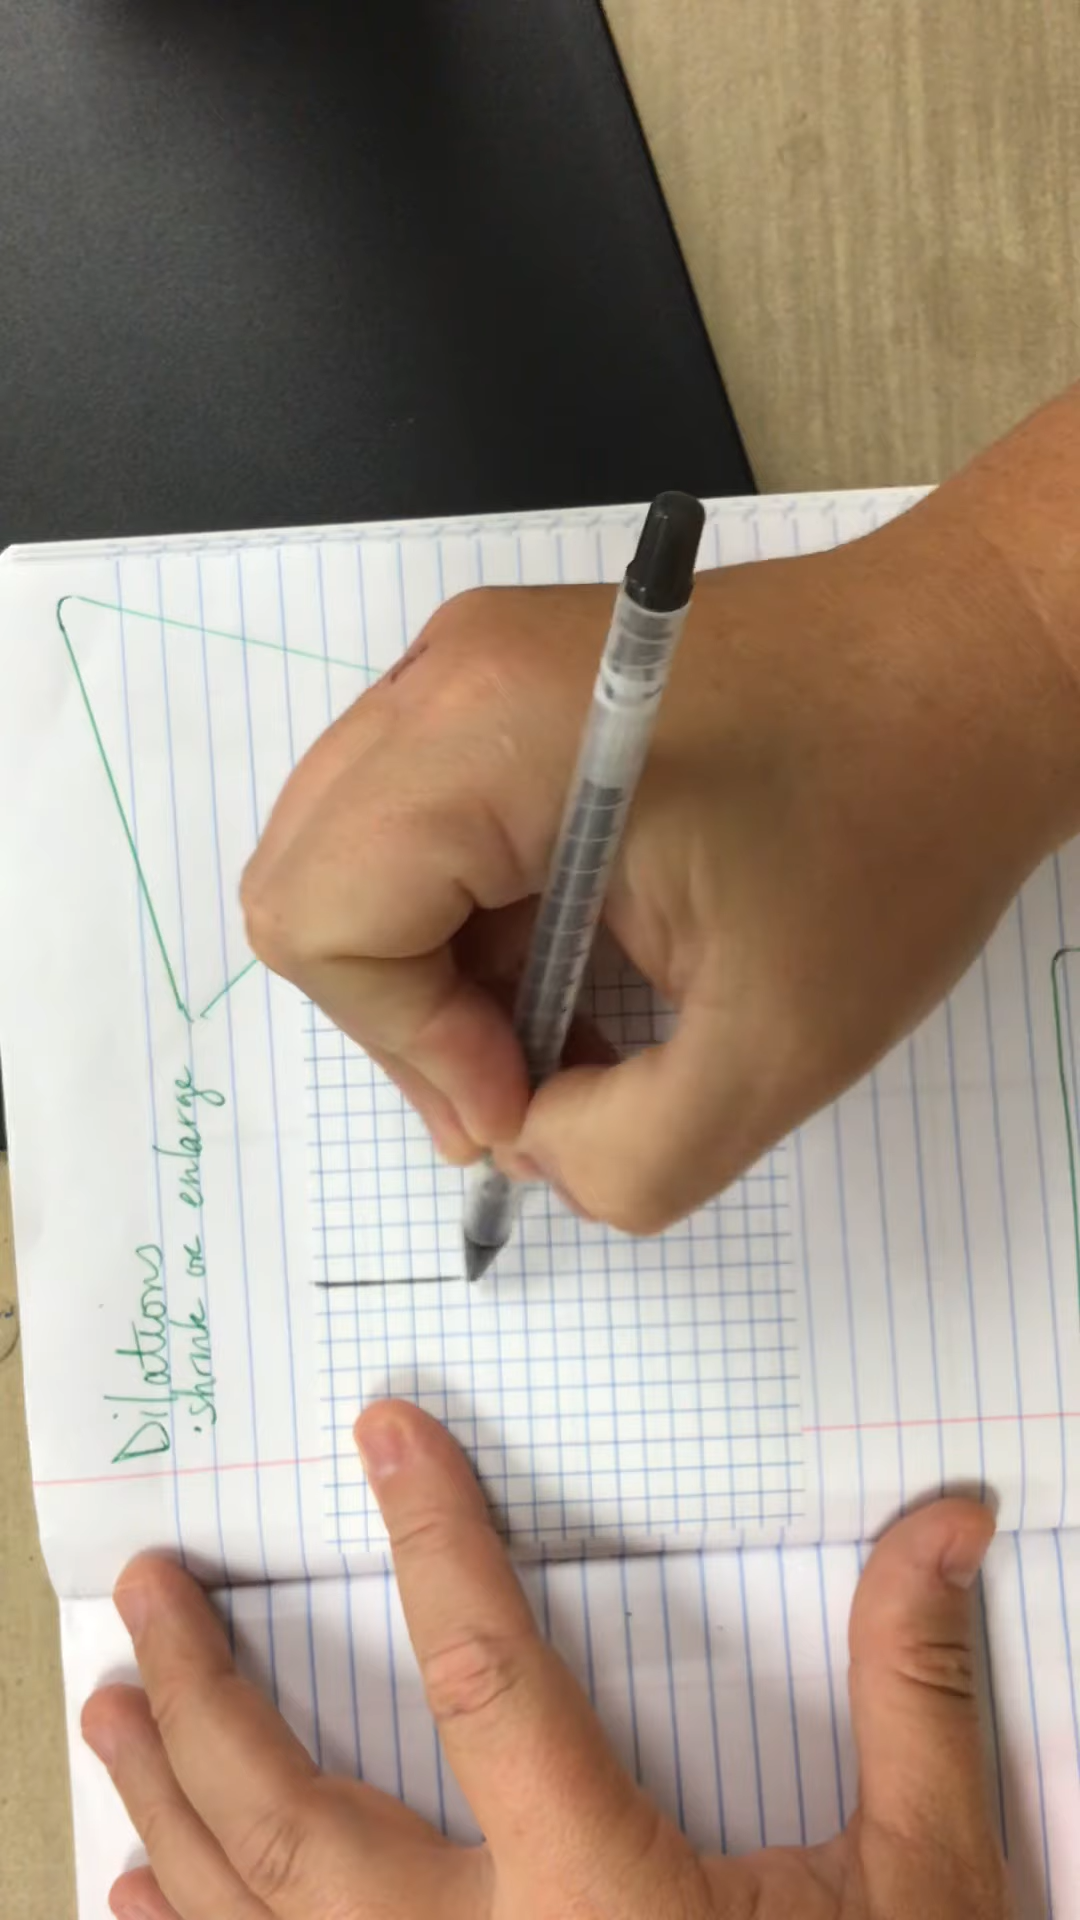 Dilations
• shrink or enlarge